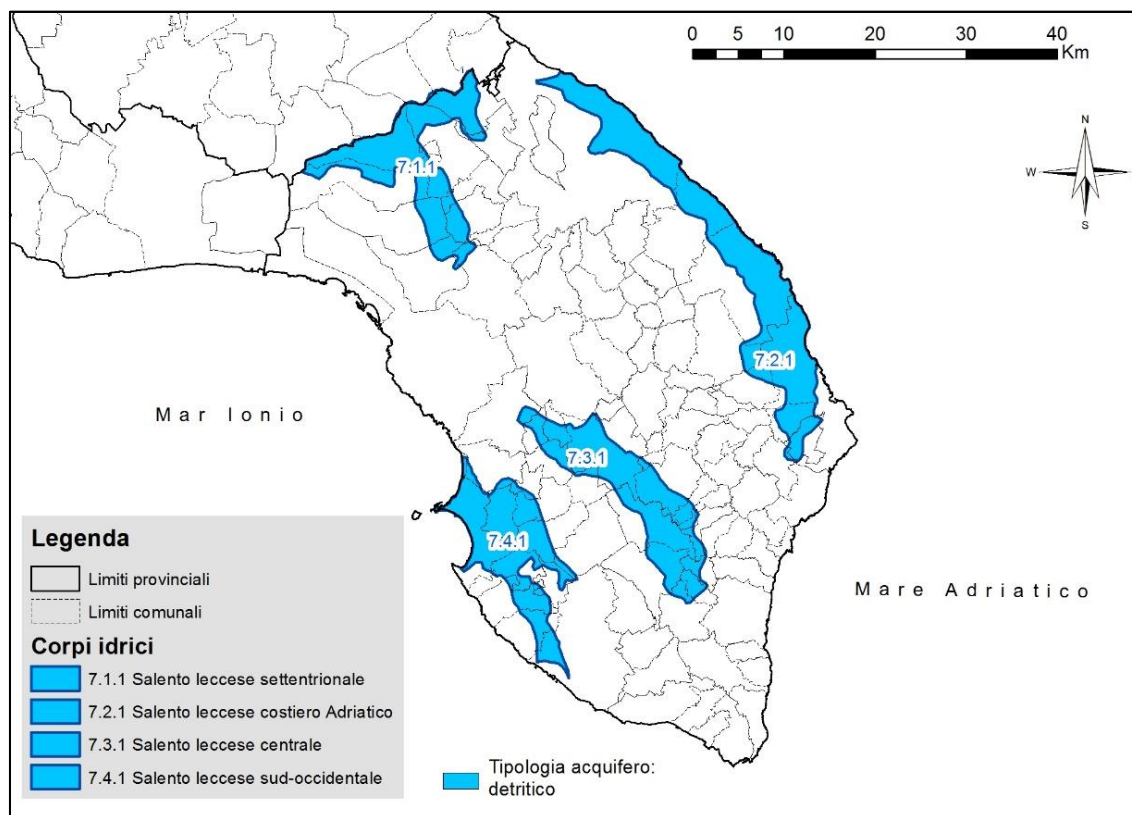 0 5 10 20 30 40
Km
N
W E
S
7.1.1
7.2.1
Mar Ionio
7.3.1
7.4.1
Mare Adriatico
Legenda
Limiti provinciali
Limiti comunali
Corpi idrici
7.1.1 Salento leccese settentrionale
7.2.1 Salento leccese costiero Adriatico
7.3.1 Salento leccese centrale
7.4.1 Salento leccese sud-occidentale
Tipologia acquifero:
detritico